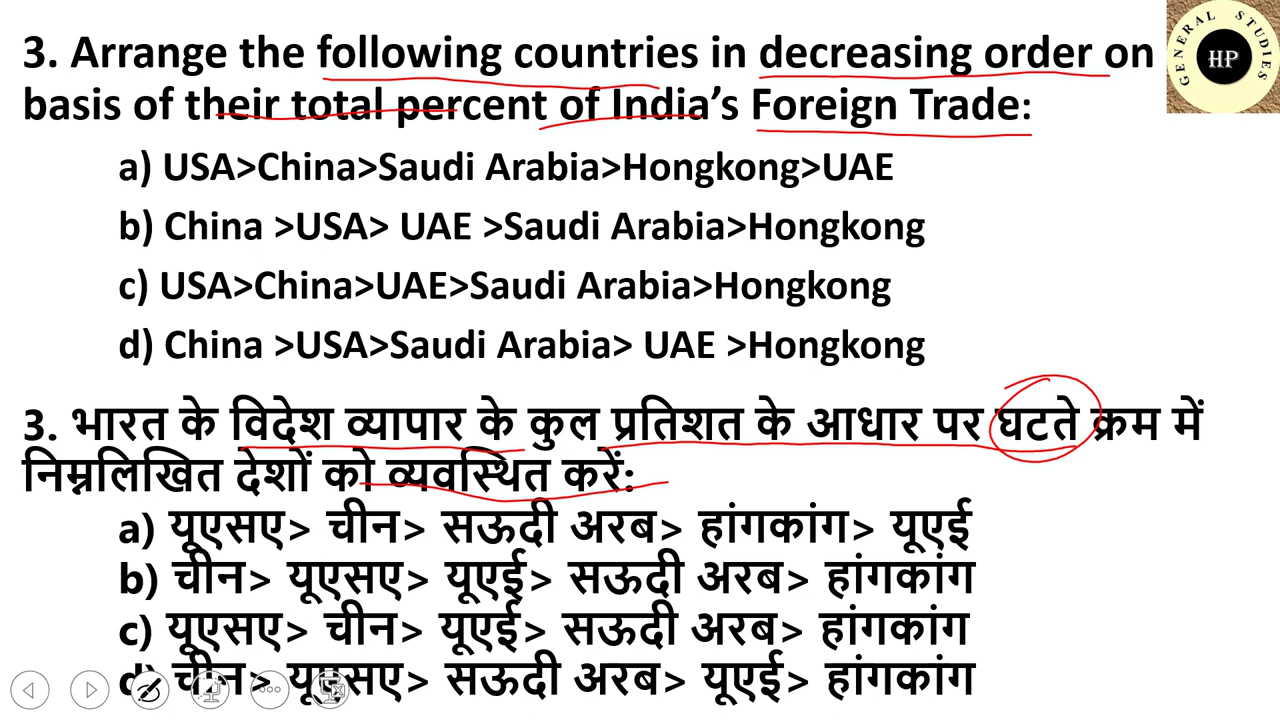 3. Arrange the following countries in decreasing order on
basis of their total percent of India’s Foreign Trade:
a) USA>China>Saudi Arabia>Hongkong>UAE
b) China >USA> UAE >Saudi Arabia>Hongkong
c) USA>China>UAE>Saudi Arabia>Hongkong
d) China >USA>Saudi Arabia> UAE >Hongkong
3. भारत के विदेश व्यापार के कुल प्रतिशत के आधार पर घटते क्रम में
निम्नलिखित देशों को व्यवस्थित करें:
a) यूएसए> चीन> सऊदी अरब> हांगकांग> यूएई
b) चीन> यूएसए> यूएई> सऊदी अरब> हांगकांग
c) यूएसए> चीन> यूएई> सऊदी अरब> हांगकांग
d) चीन> यूएसए> सऊदी अरब> यूएई> हांगकांग
GENERAL STUDIES
HP